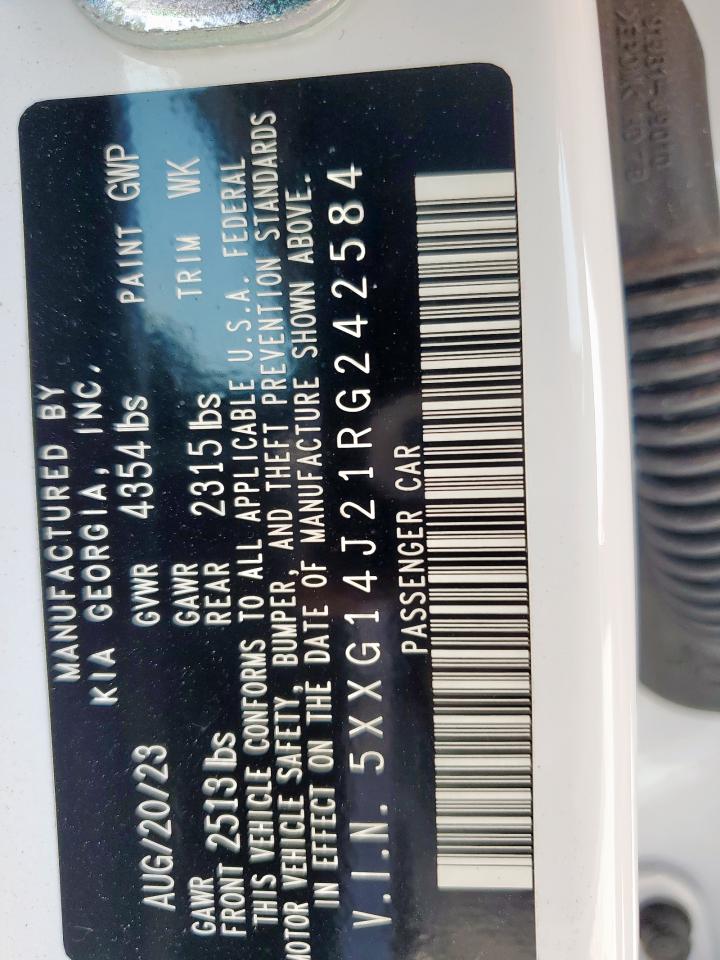 MANUFACTURED BY
KIA GEORGIA, INC.
AUG/20/23 GVWR 4354 lbs PAINT GWP
GAWR GAWR TRIM WK
FRONT 2513 lbs REAR 2315 lbs
THIS VEHICLE CONFORMS TO ALL APPLICABLE U.S.A. FEDERAL
MOTOR VEHICLE SAFETY, BUMPER, AND THEFT PREVENTION STANDARDS
IN EFFECT ON THE DATE OF MANUFACTURE SHOWN ABOVE.
V.I.N. 5XXG14J21RG242584
PASSENGER CAR